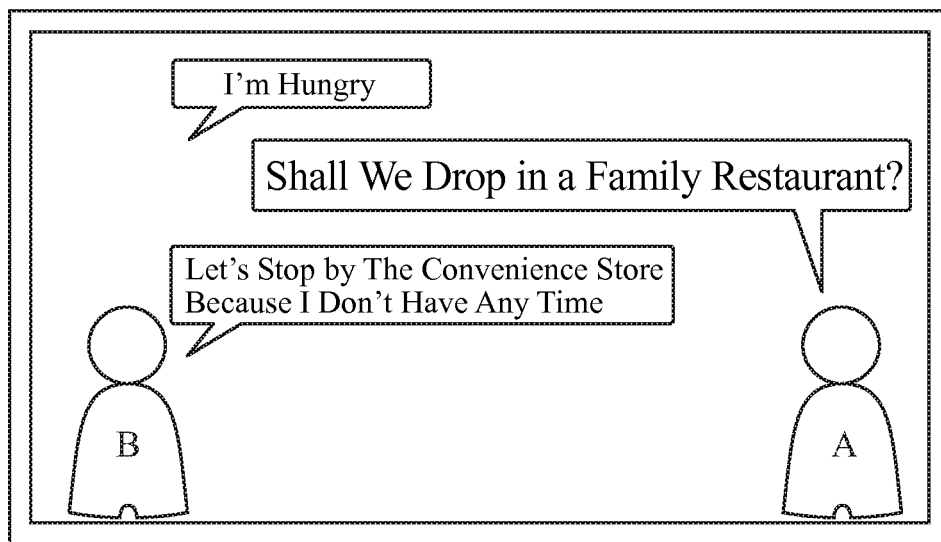 I'm Hungry
Shall We Drop in a Family Restaurant?
Let's Stop by The Convenience Store
Because I Don't Have Any Time
B
A